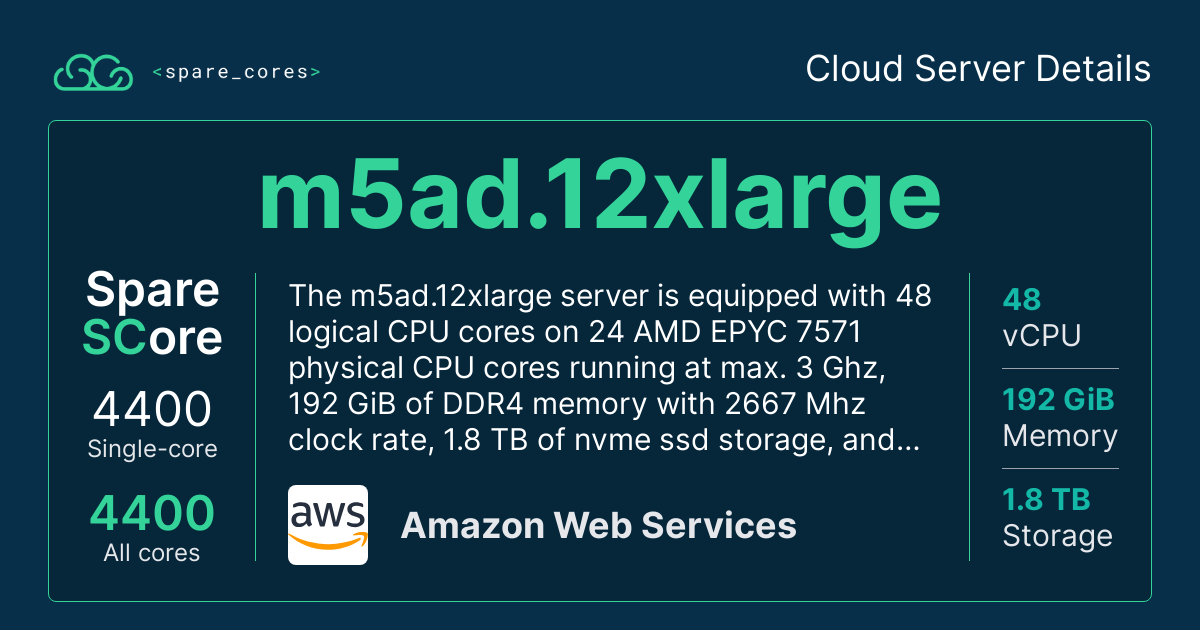 <spare_cores>
Cloud Server Details
m5ad.12xlarge
Spare
SCore
4400
Single-core
4400
All cores
The m5ad.12xlarge server is equipped with 48
logical CPU cores on 24 AMD EPYC 7571
physical CPU cores running at max. 3 Ghz,
192 GiB of DDR4 memory with 2667 Mhz
clock rate, 1.8 TB of nvme ssd storage, and...
aws
Amazon Web Services
48
vCPU
192 GiB
Memory
1.8 TB
Storage